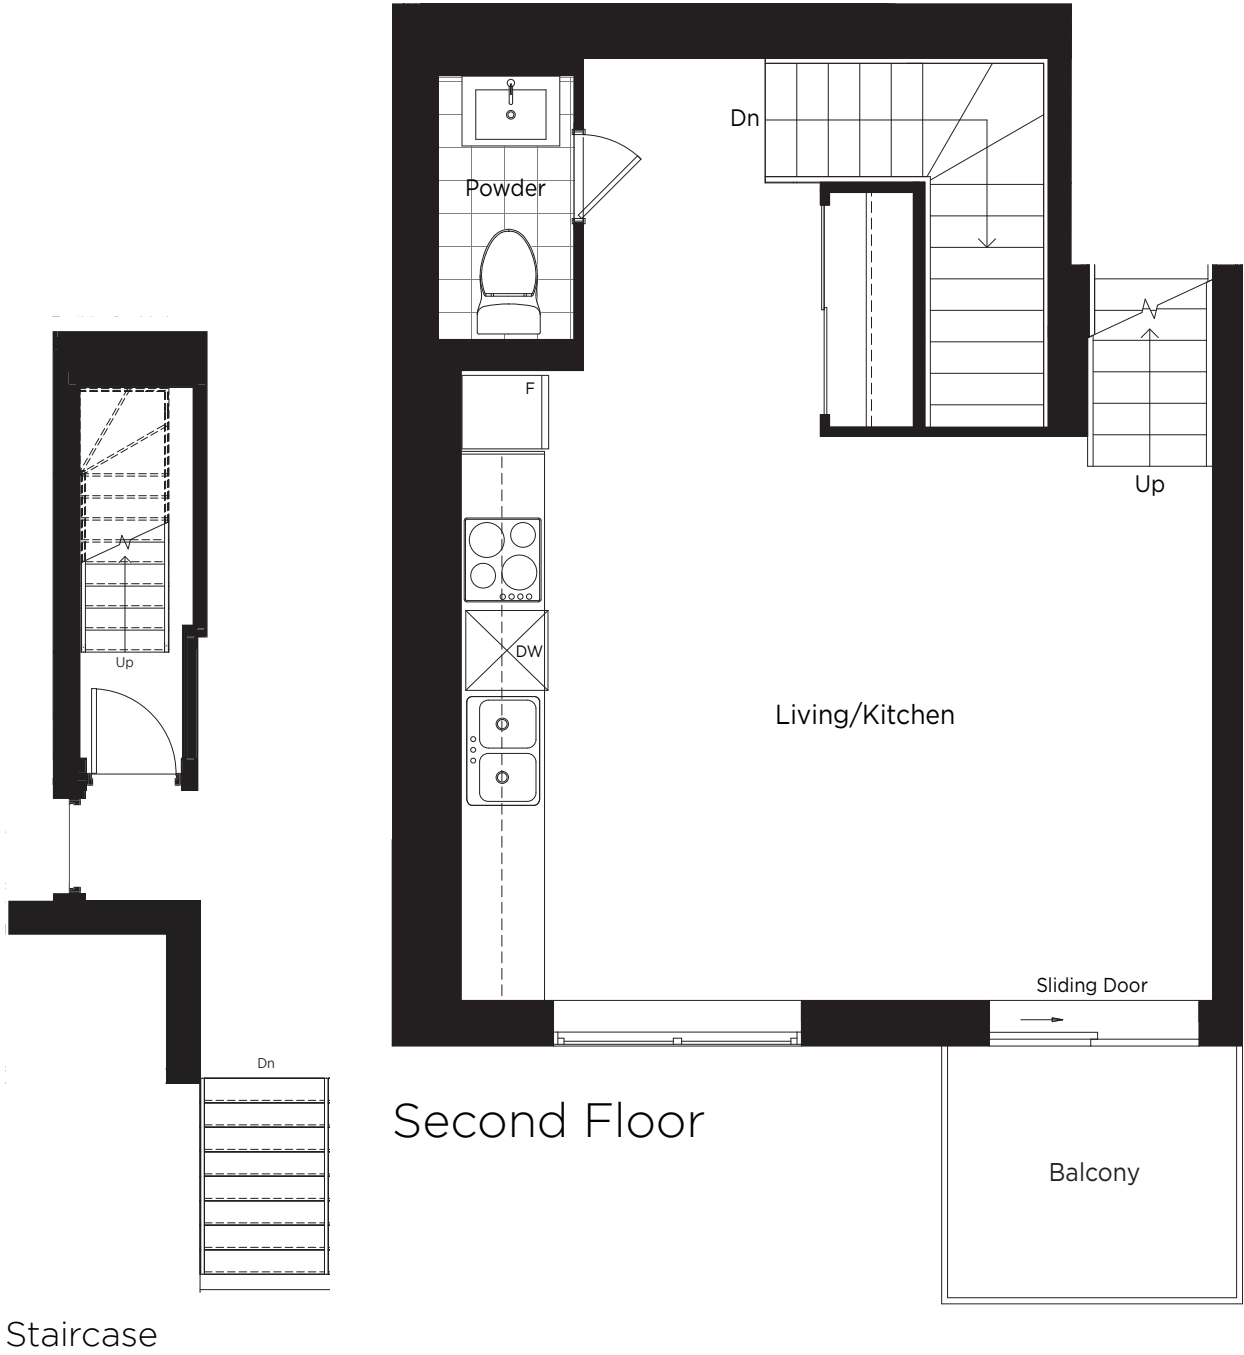 Dn
Powder
F
Up
Up
DW
Living/Kitchen
Sliding Door
Dn
Second Floor
Balcony
Staircase